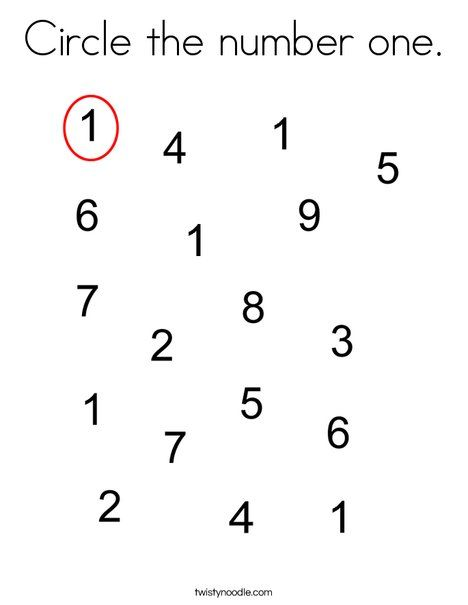 Circle the number one.
1 4 1 5
6 1 9
7 2 8 3
1 7 5 6
2 4 1
twistynoodle.com